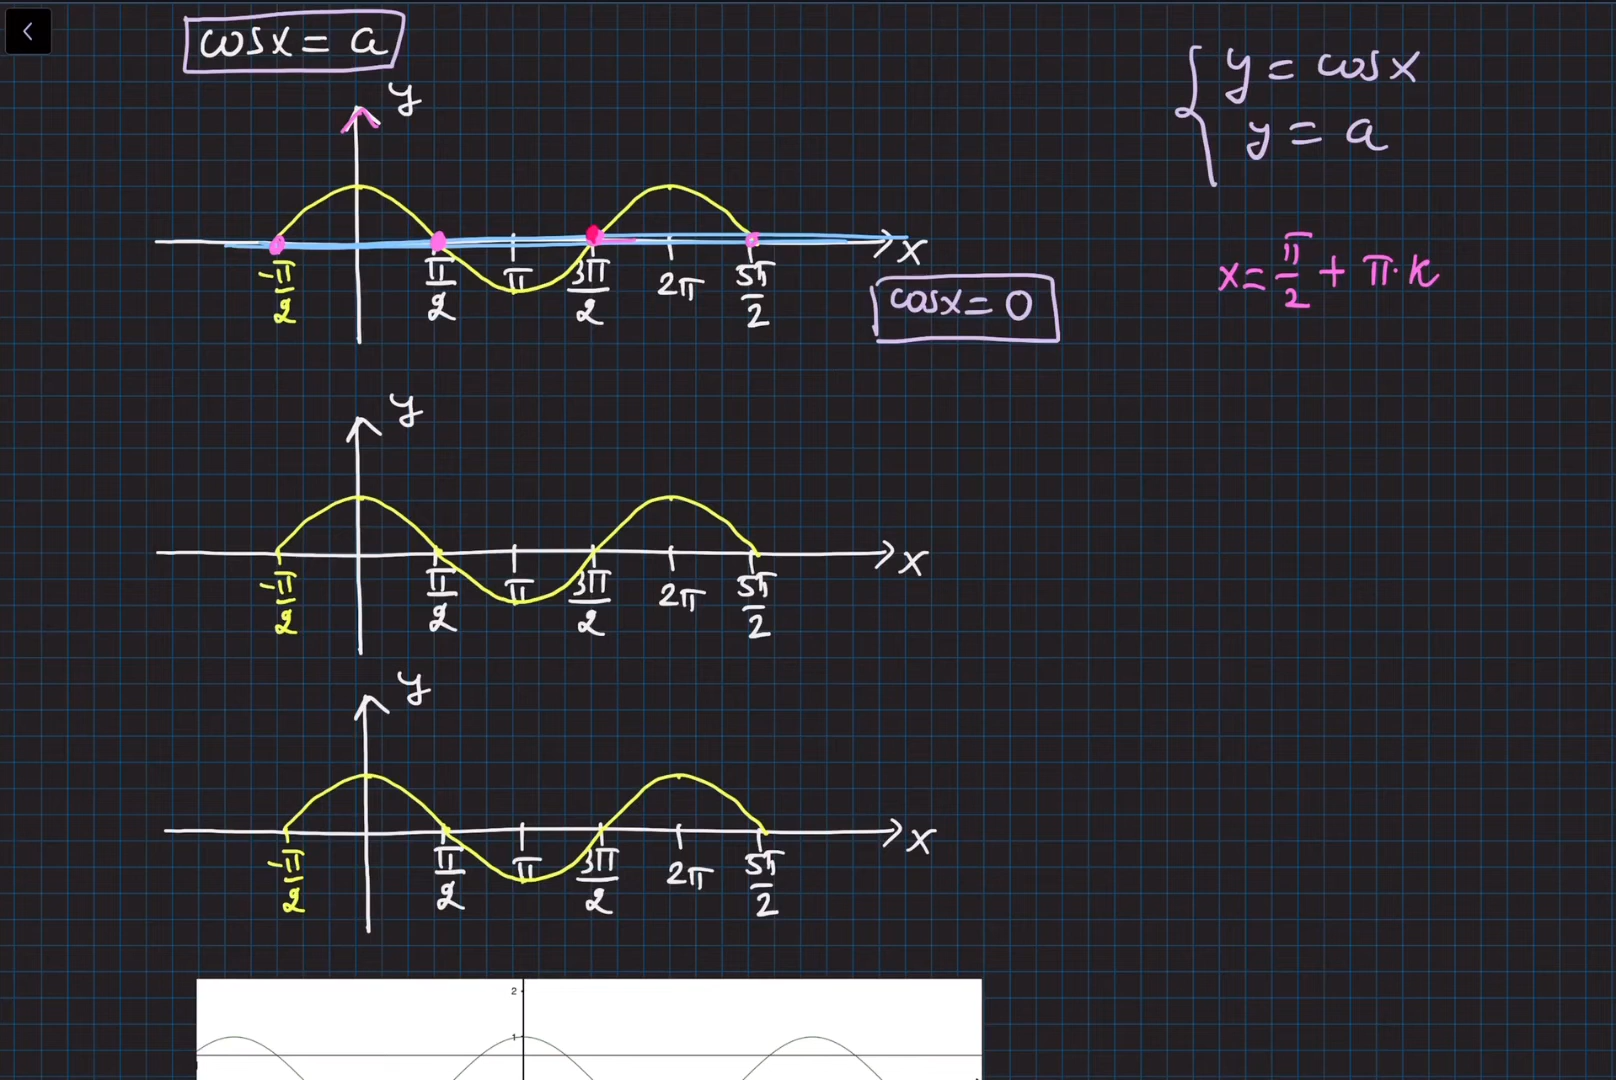 cosx = a
y
{ y = cosx
y = a
x
-π/2 π/2 π 3π/2 2π 5π/2
x = π/2 + π·k
cosx = 0
y
x
-π/2 π/2 π 3π/2 2π 5π/2
y
x
-π/2 π/2 π 3π/2 2π 5π/2
2
1